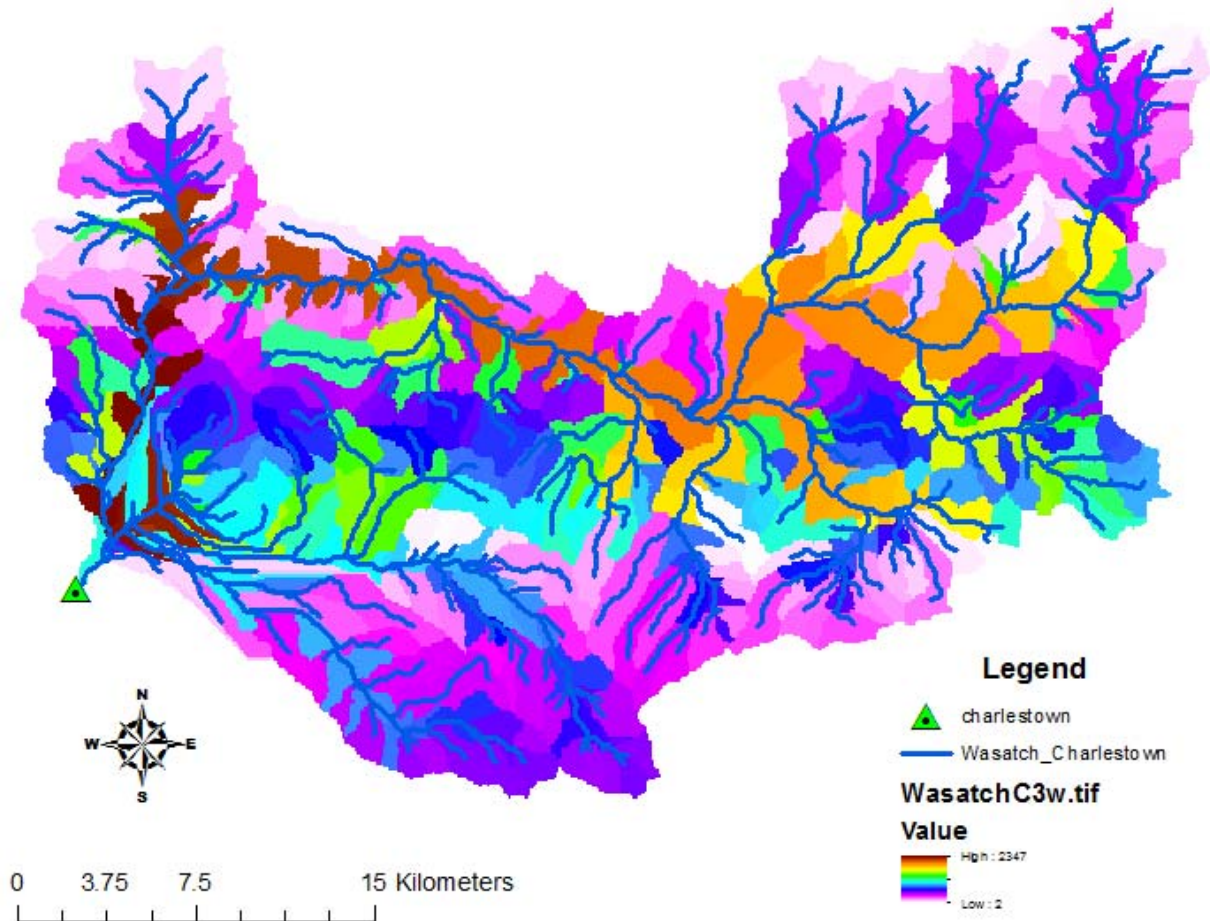 N
W E
S
0 3.75 7.5 15 Kilometers
Legend
charlestown
Wasatch_Charlestown
WasatchC3w.tif
Value
High : 2347
Low : 2